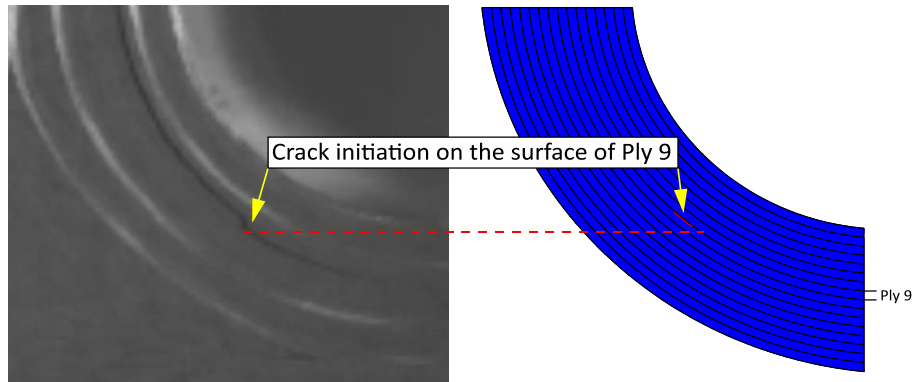 Crack initiation on the surface of Ply 9
Ply 9